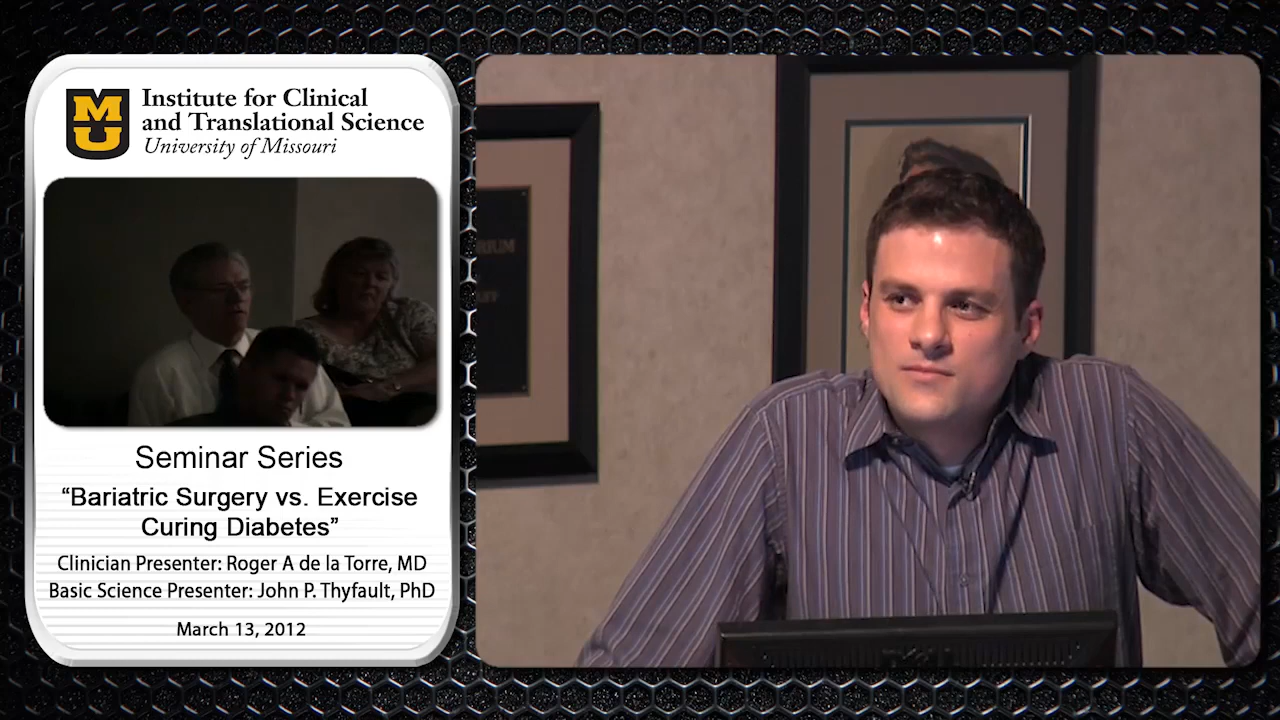 MU
Institute for Clinical
and Translational Science
University of Missouri
Seminar Series
“Bariatric Surgery vs. Exercise
Curing Diabetes”
Clinician Presenter: Roger A de la Torre, MD
Basic Science Presenter: John P. Thyfault, PhD
March 13, 2012